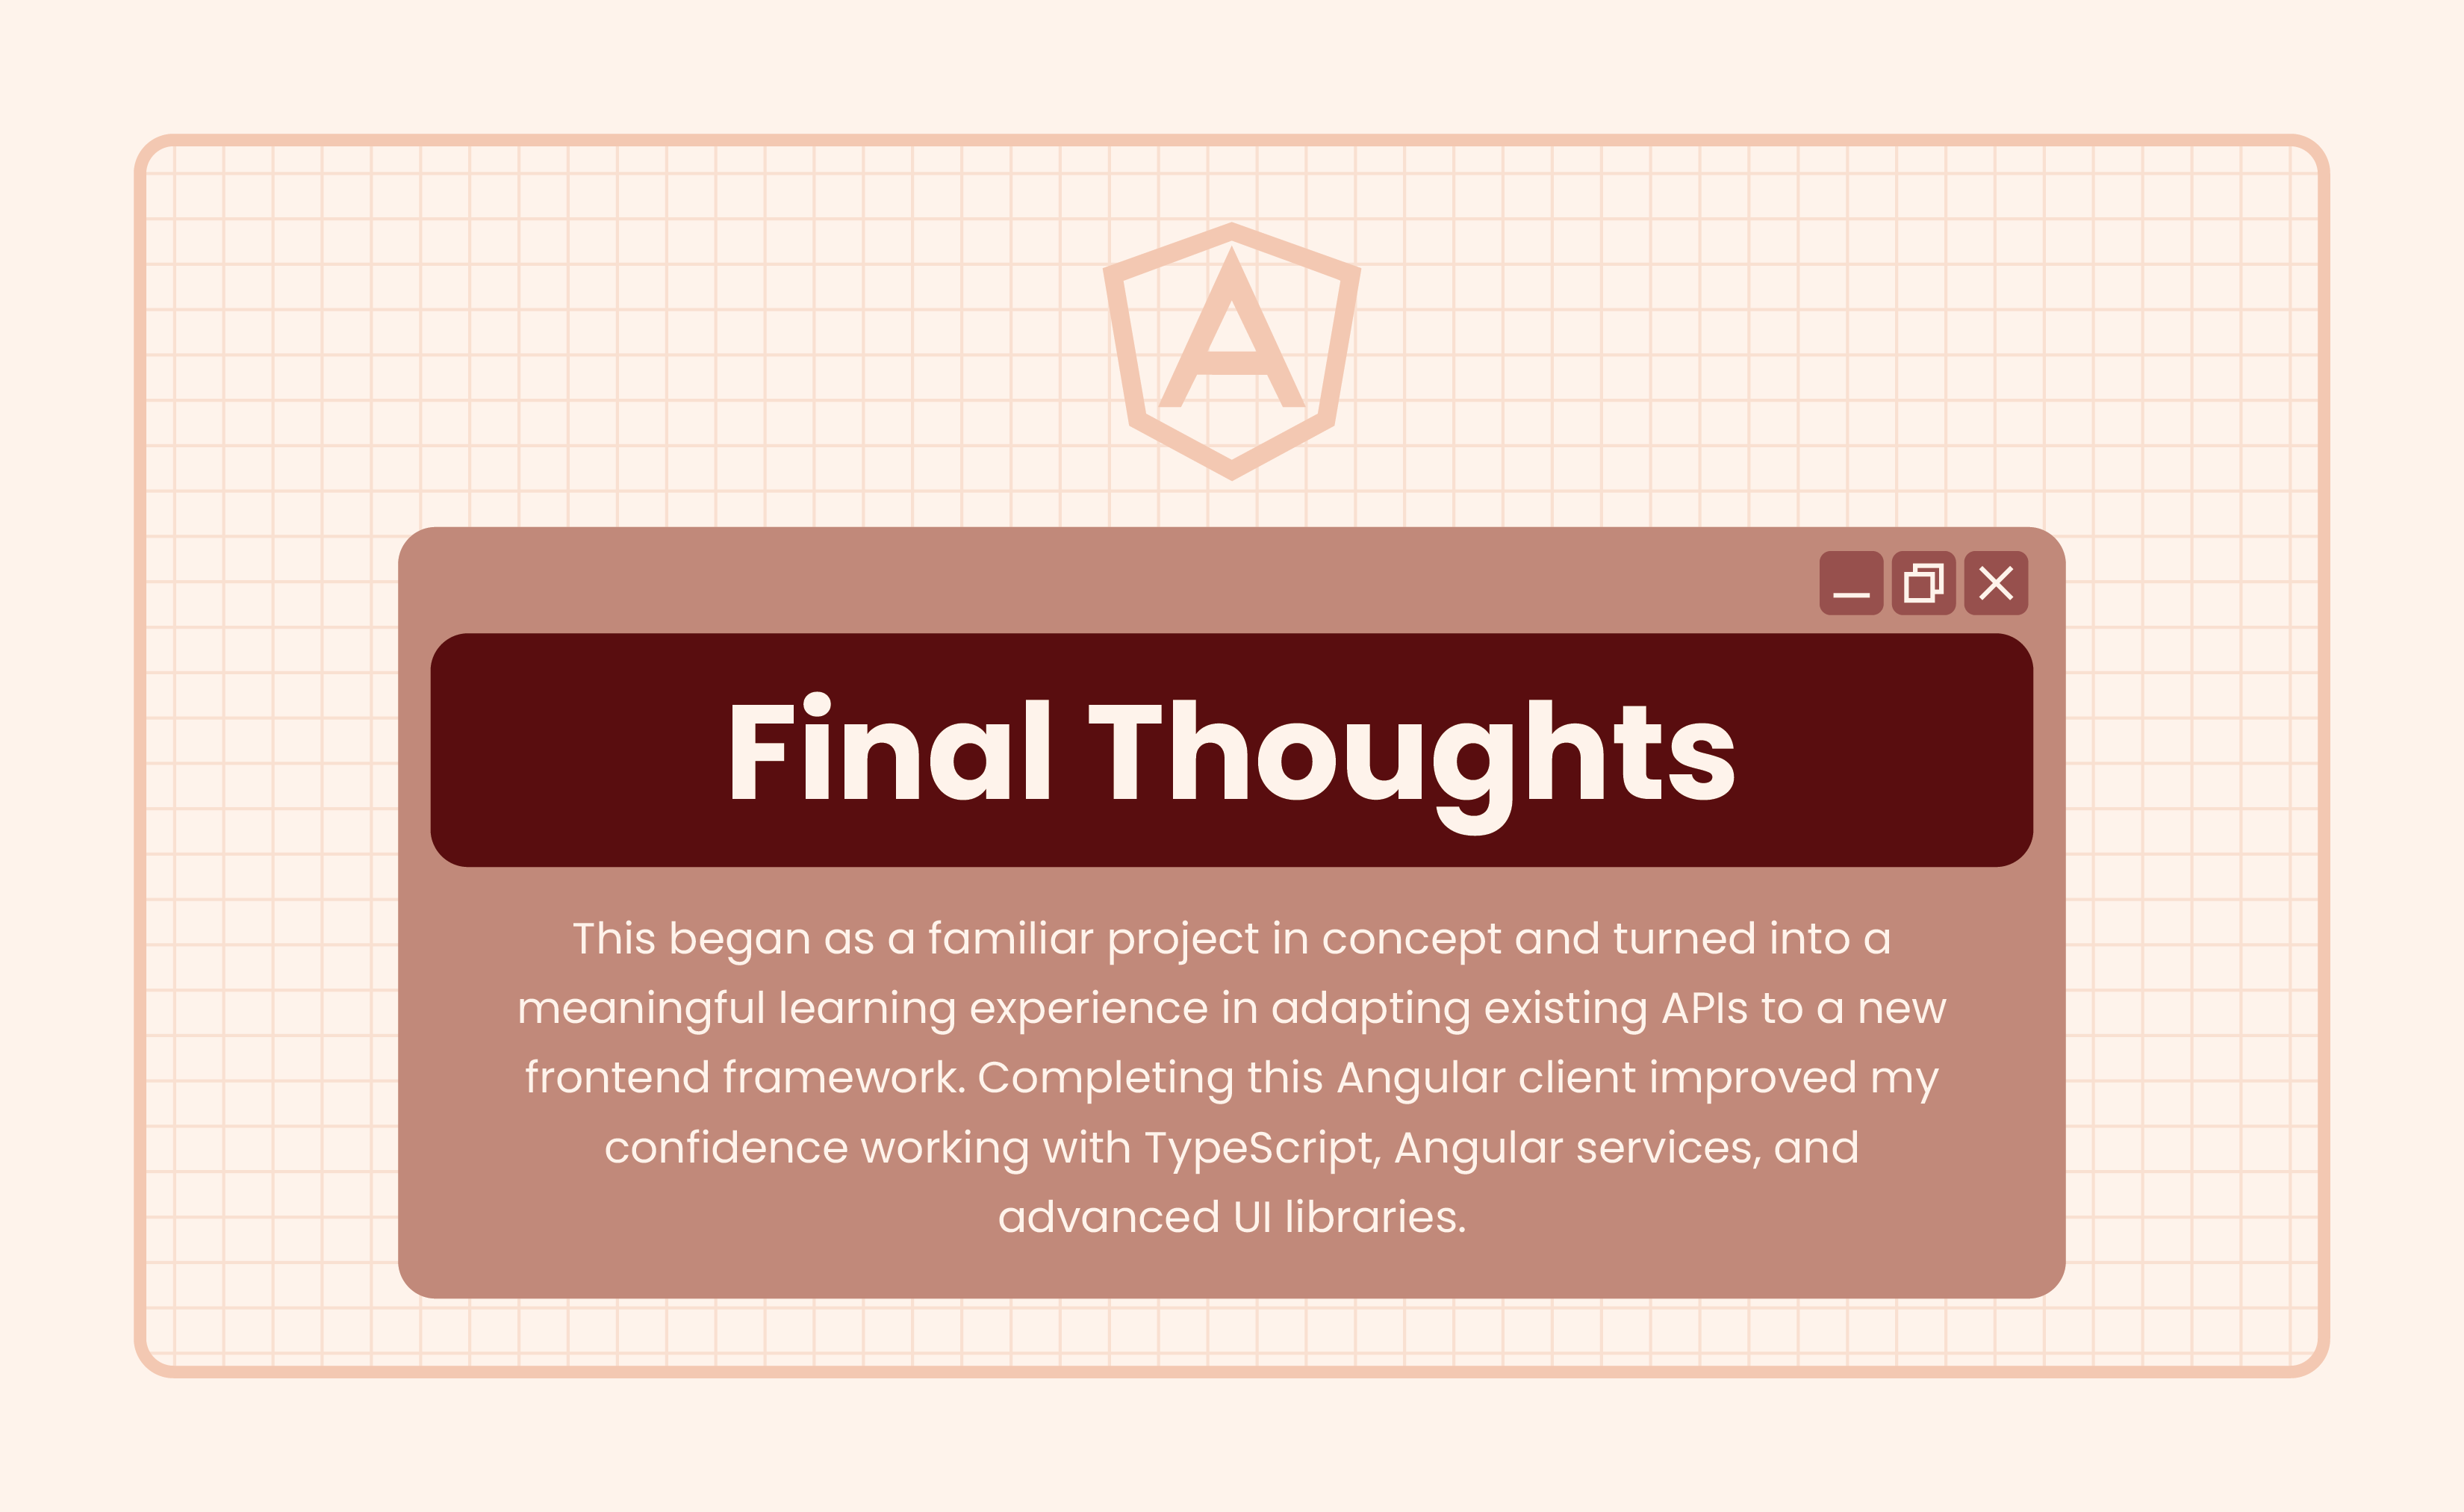 A
Final Thoughts
This began as a familiar project in concept and turned into a
meaningful learning experience in adapting existing APIs to a new
frontend framework. Completing this Angular client improved my
confidence working with TypeScript, Angular services, and
advanced UI libraries.